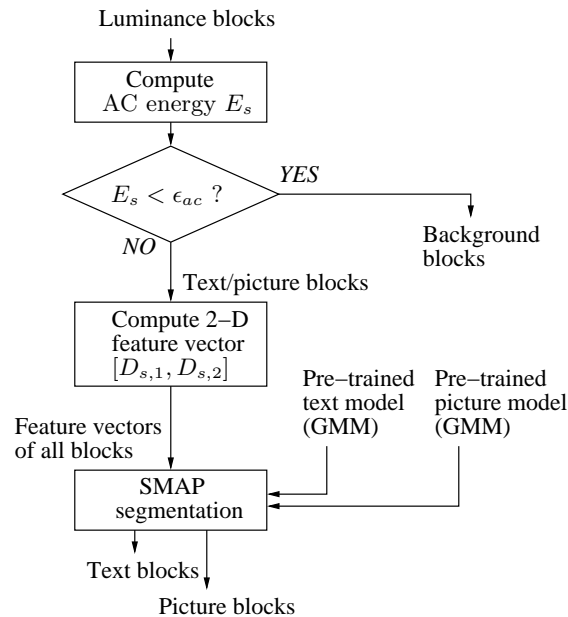 Luminance blocks
Compute
AC energy E_s
E_s < ϵ_{ac} ?
YES
NO
Background
blocks
Text/picture blocks
Compute 2−D
feature vector
[D_{s,1}, D_{s,2}]
Pre−trained
text model
(GMM)
Pre−trained
picture model
(GMM)
Feature vectors
of all blocks
SMAP
segmentation
Text blocks
Picture blocks